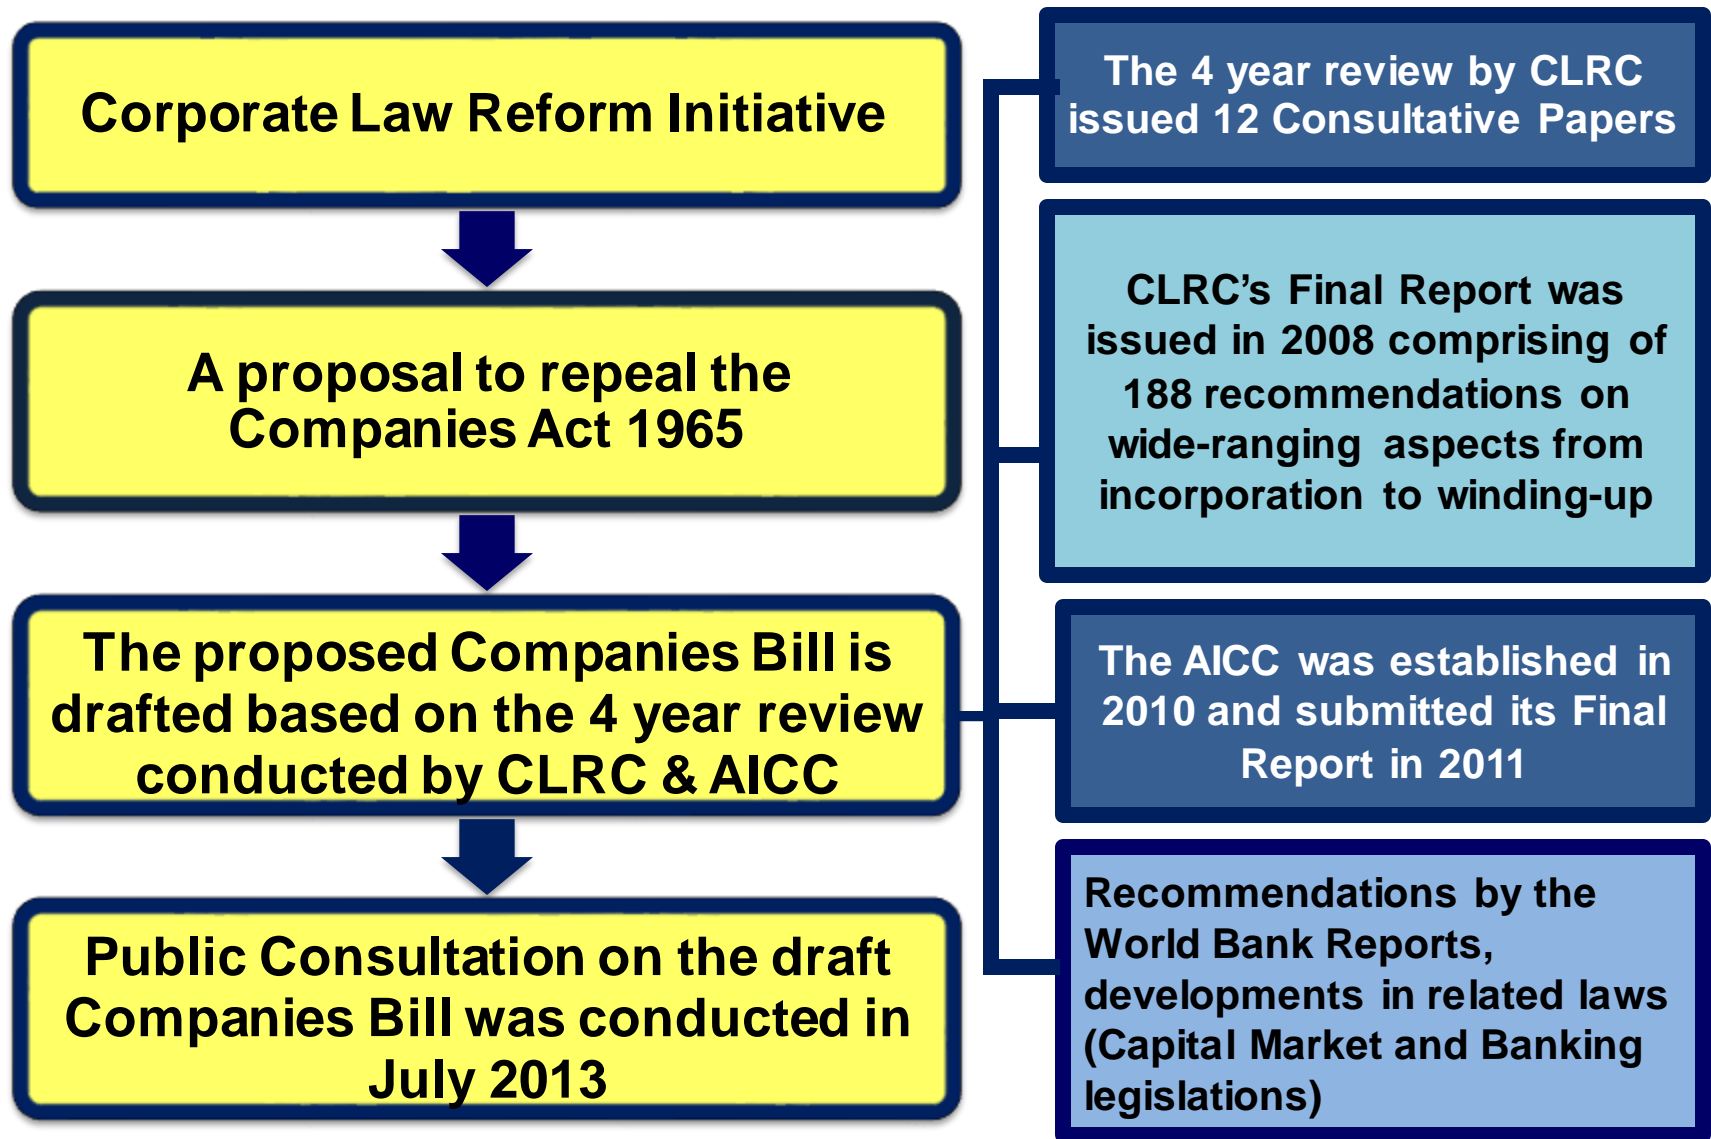 Corporate Law Reform Initiative
A proposal to repeal the
Companies Act 1965
The proposed Companies Bill is
drafted based on the 4 year review
conducted by CLRC & AICC
Public Consultation on the draft
Companies Bill was conducted in
July 2013
The 4 year review by CLRC
issued 12 Consultative Papers
CLRC’s Final Report was
issued in 2008 comprising of
188 recommendations on
wide-ranging aspects from
incorporation to winding-up
The AICC was established in
2010 and submitted its Final
Report in 2011
Recommendations by the
World Bank Reports,
developments in related laws
(Capital Market and Banking
legislations)